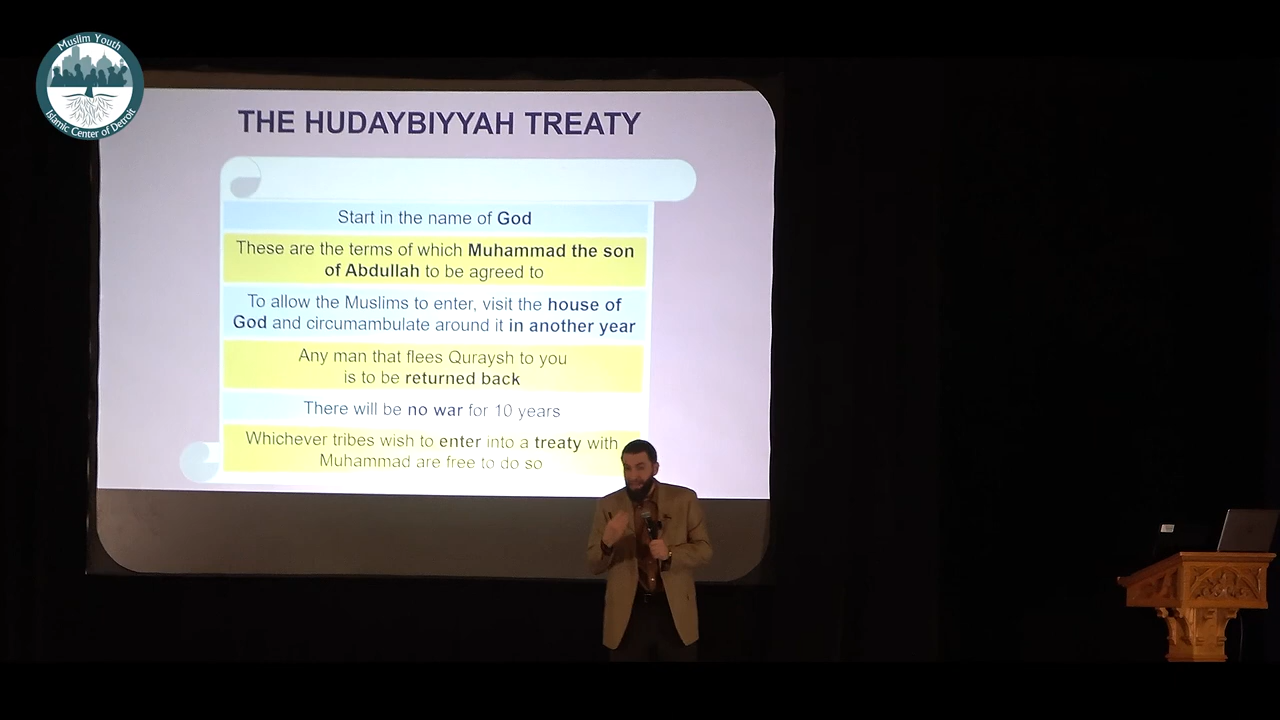 Muslim Youth
Islamic Center of Detroit
THE HUDAYBIYYAH TREATY
Start in the name of God
These are the terms of which Muhammad the son
of Abdullah to be agreed to
To allow the Muslims to enter, visit the house of
God and circumambulate around it in another year
Any man that flees Quraysh to you
is to be returned back
There will be no war for 10 years
Whichever tribes wish to enter into a treaty with
Muhammad are free to do so